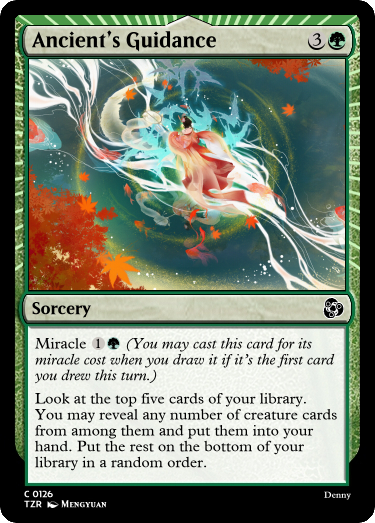 Ancient's Guidance 3
Sorcery
Miracle 1 (You may cast this card for its
miracle cost when you draw it if it's the first card
you drew this turn.)
Look at the top five cards of your library.
You may reveal any number of creature cards
from among them and put them into your
hand. Put the rest on the bottom of your
library in a random order.
C 0126
Denny
TZR Mengyuan